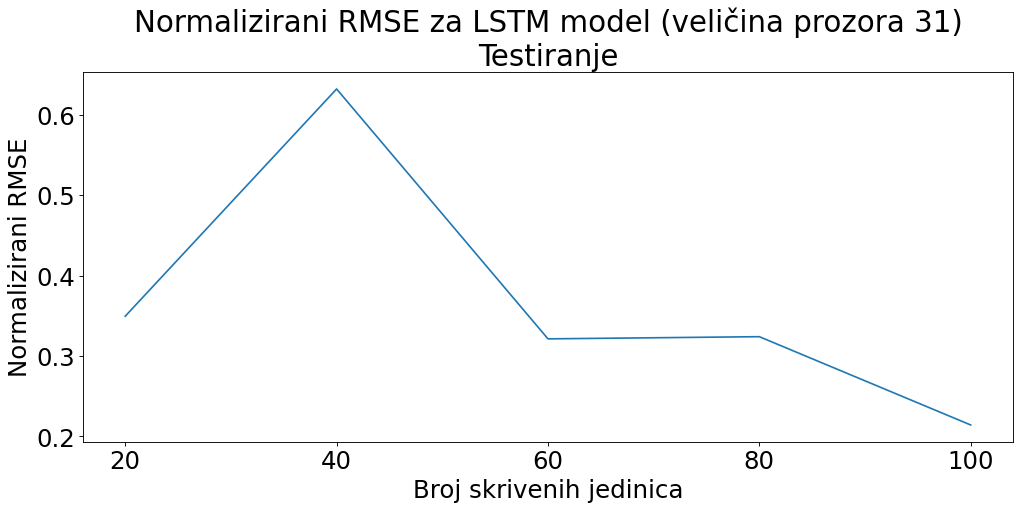 Normalizirani RMSE za LSTM model (veličina prozora 31)
Testiranje
Normalizirani RMSE
0.6
0.5
0.4
0.3
0.2
20 40 60 80 100
Broj skrivenih jedinica